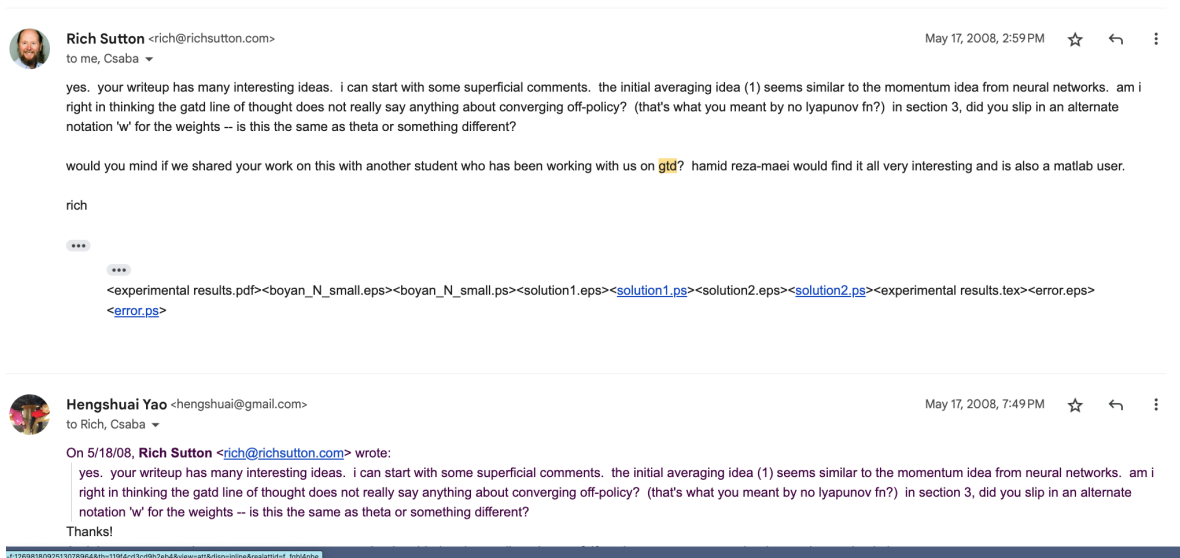 Rich Sutton <rich@richsutton.com> May 17, 2008, 2:59 PM
to me, Csaba
yes. your writeup has many interesting ideas. i can start with some superficial comments. the initial averaging idea (1) seems similar to the momentum idea from neural networks. am i
right in thinking the gatd line of thought does not really say anything about converging off-policy? (that's what you meant by no lyapunov fn?) in section 3, did you slip in an alternate
notation 'w' for the weights -- is this the same as theta or something different?
would you mind if we shared your work on this with another student who has been working with us on gtd? hamid reza-maei would find it all very interesting and is also a matlab user.
rich
<experimental results.pdf><boyan_N_small.eps><boyan_N_small.ps><solution1.eps><solution1.ps><solution2.eps><solution2.ps><experimental results.tex><error.eps>
<error.ps>
Hengshuai Yao <hengshuai@gmail.com> May 17, 2008, 7:49 PM
to Rich, Csaba
On 5/18/08, Rich Sutton <rich@richsutton.com> wrote:
yes. your writeup has many interesting ideas. i can start with some superficial comments. the initial averaging idea (1) seems similar to the momentum idea from neural networks. am i
right in thinking the gatd line of thought does not really say anything about converging off-policy? (that's what you meant by no lyapunov fn?) in section 3, did you slip in an alternate
notation 'w' for the weights -- is this the same as theta or something different?
Thanks!